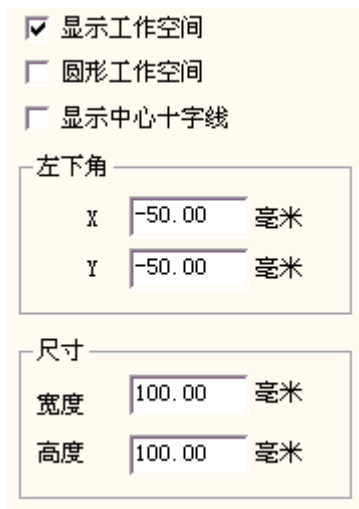 显示工作空间
圆形工作空间
显示中心十字线
左下角
X -50.00 毫米
Y -50.00 毫米
尺寸
宽度 100.00 毫米
高度 100.00 毫米